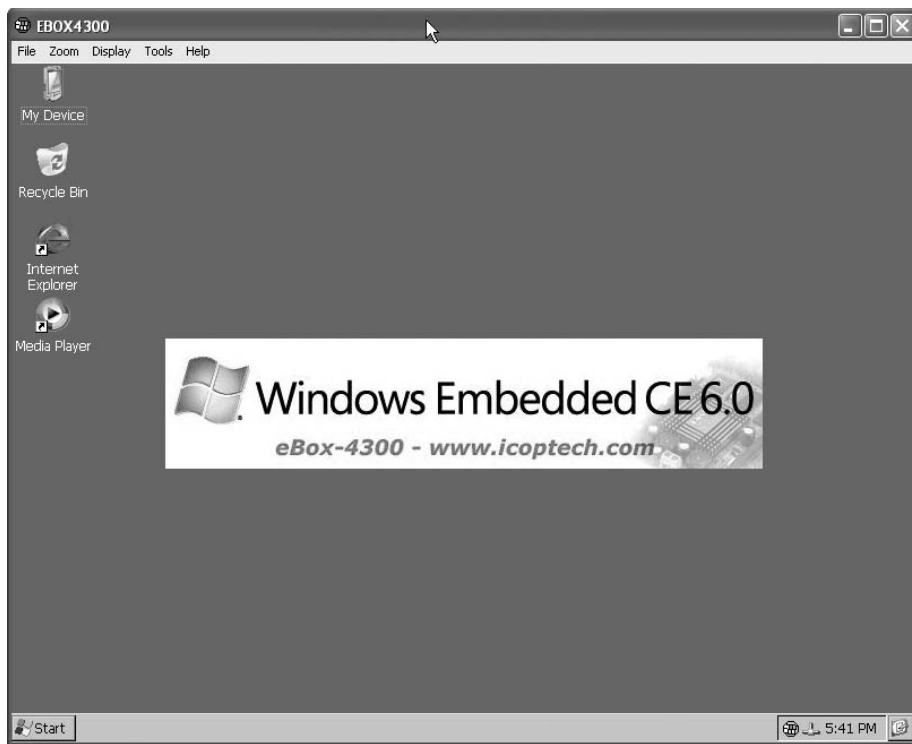 EBOX4300
File Zoom Display Tools Help
My Device
Recycle Bin
Internet
Explorer
Media Player
Windows Embedded CE 6.0
eBox-4300 - www.icoptech.com
Start
5:41 PM